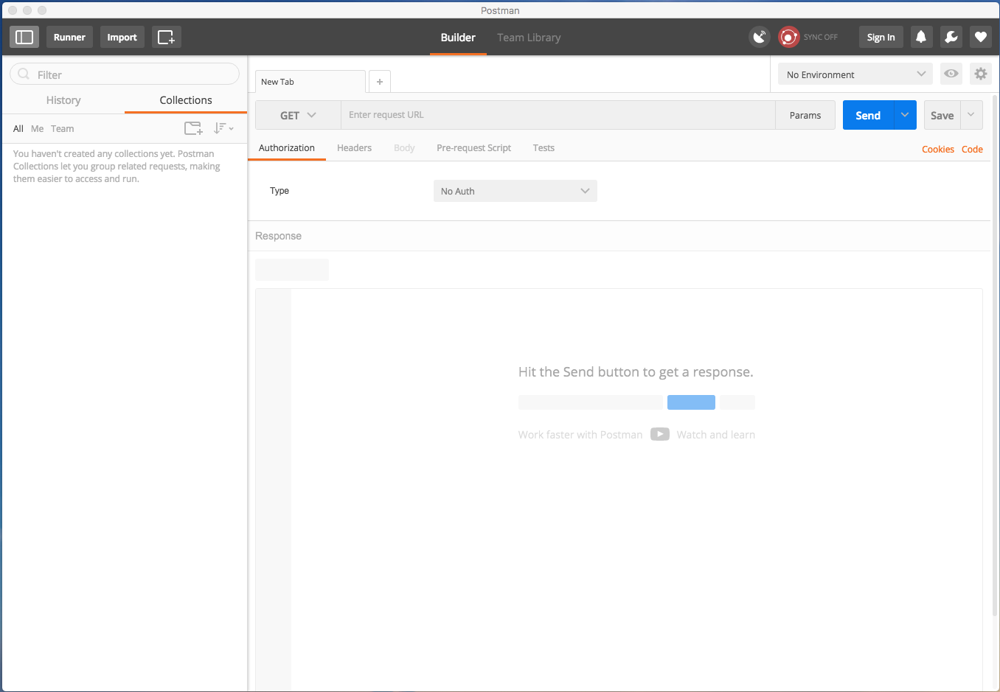 Postman
Runner Import Builder Team Library SYNC OFF Sign In
Filter
History Collections
All Me Team
You haven't created any collections yet. Postman
Collections let you group related requests, making
them easier to access and run.
New Tab + No Environment
GET Enter request URL Params Send Save
Authorization Headers Body Pre-request Script Tests Cookies Code
Type No Auth
Response
Hit the Send button to get a response.
Work faster with Postman Watch and learn